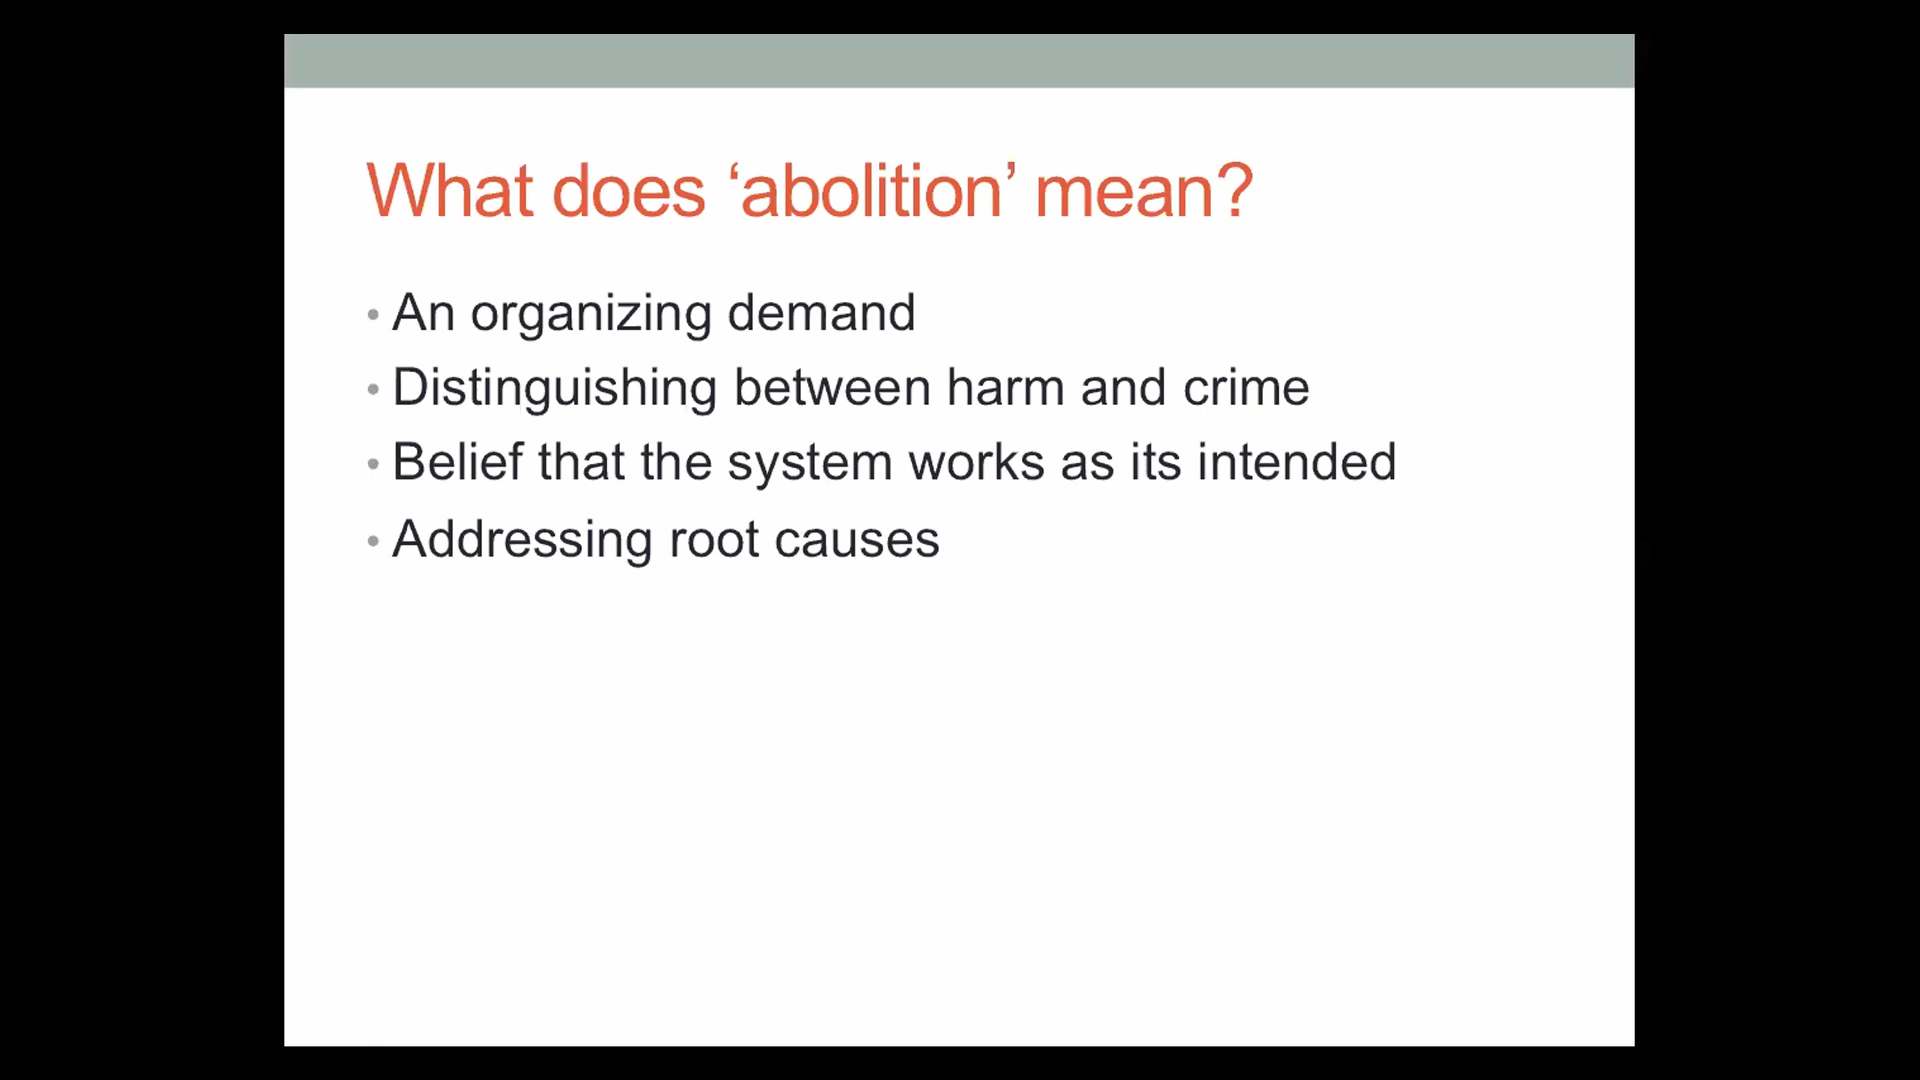 What does ‘abolition’ mean?
• An organizing demand
• Distinguishing between harm and crime
• Belief that the system works as its intended
• Addressing root causes